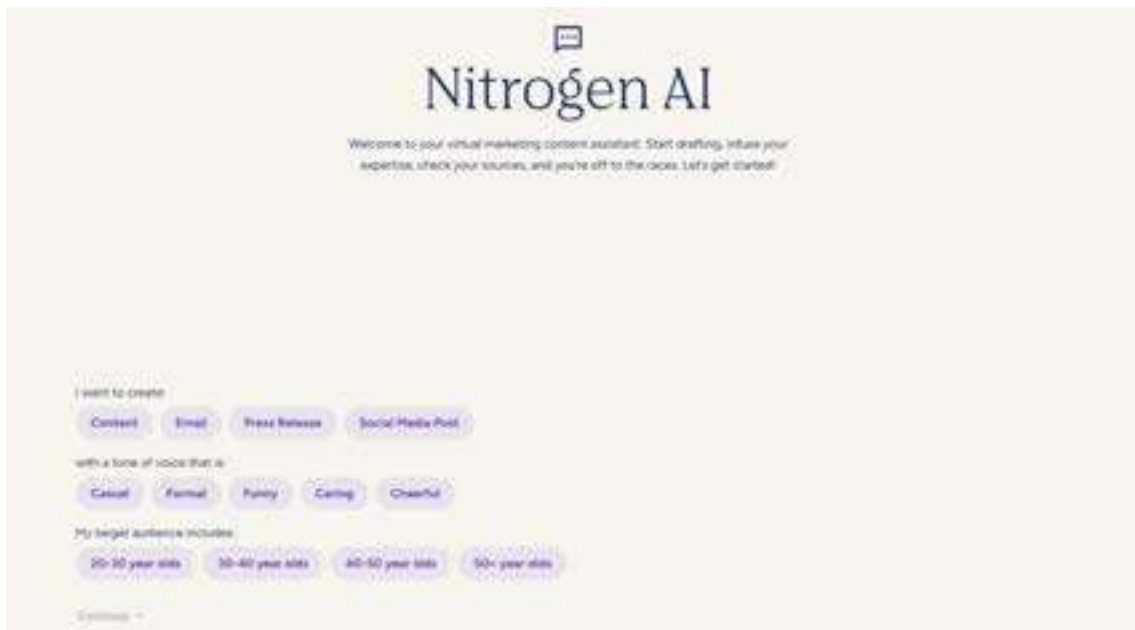 Nitrogen AI
Welcome to your virtual marketing content assistant. Start drafting, infuse your
expertise, check your sources, and you're off to the races. Let's get started!
I want to create
Content Email Press Release Social Media Post
with a tone of voice that is
Casual Formal Funny Caring Cheerful
My target audience includes
20-30 year olds 30-40 year olds 40-50 year olds 50+ year olds
Continue